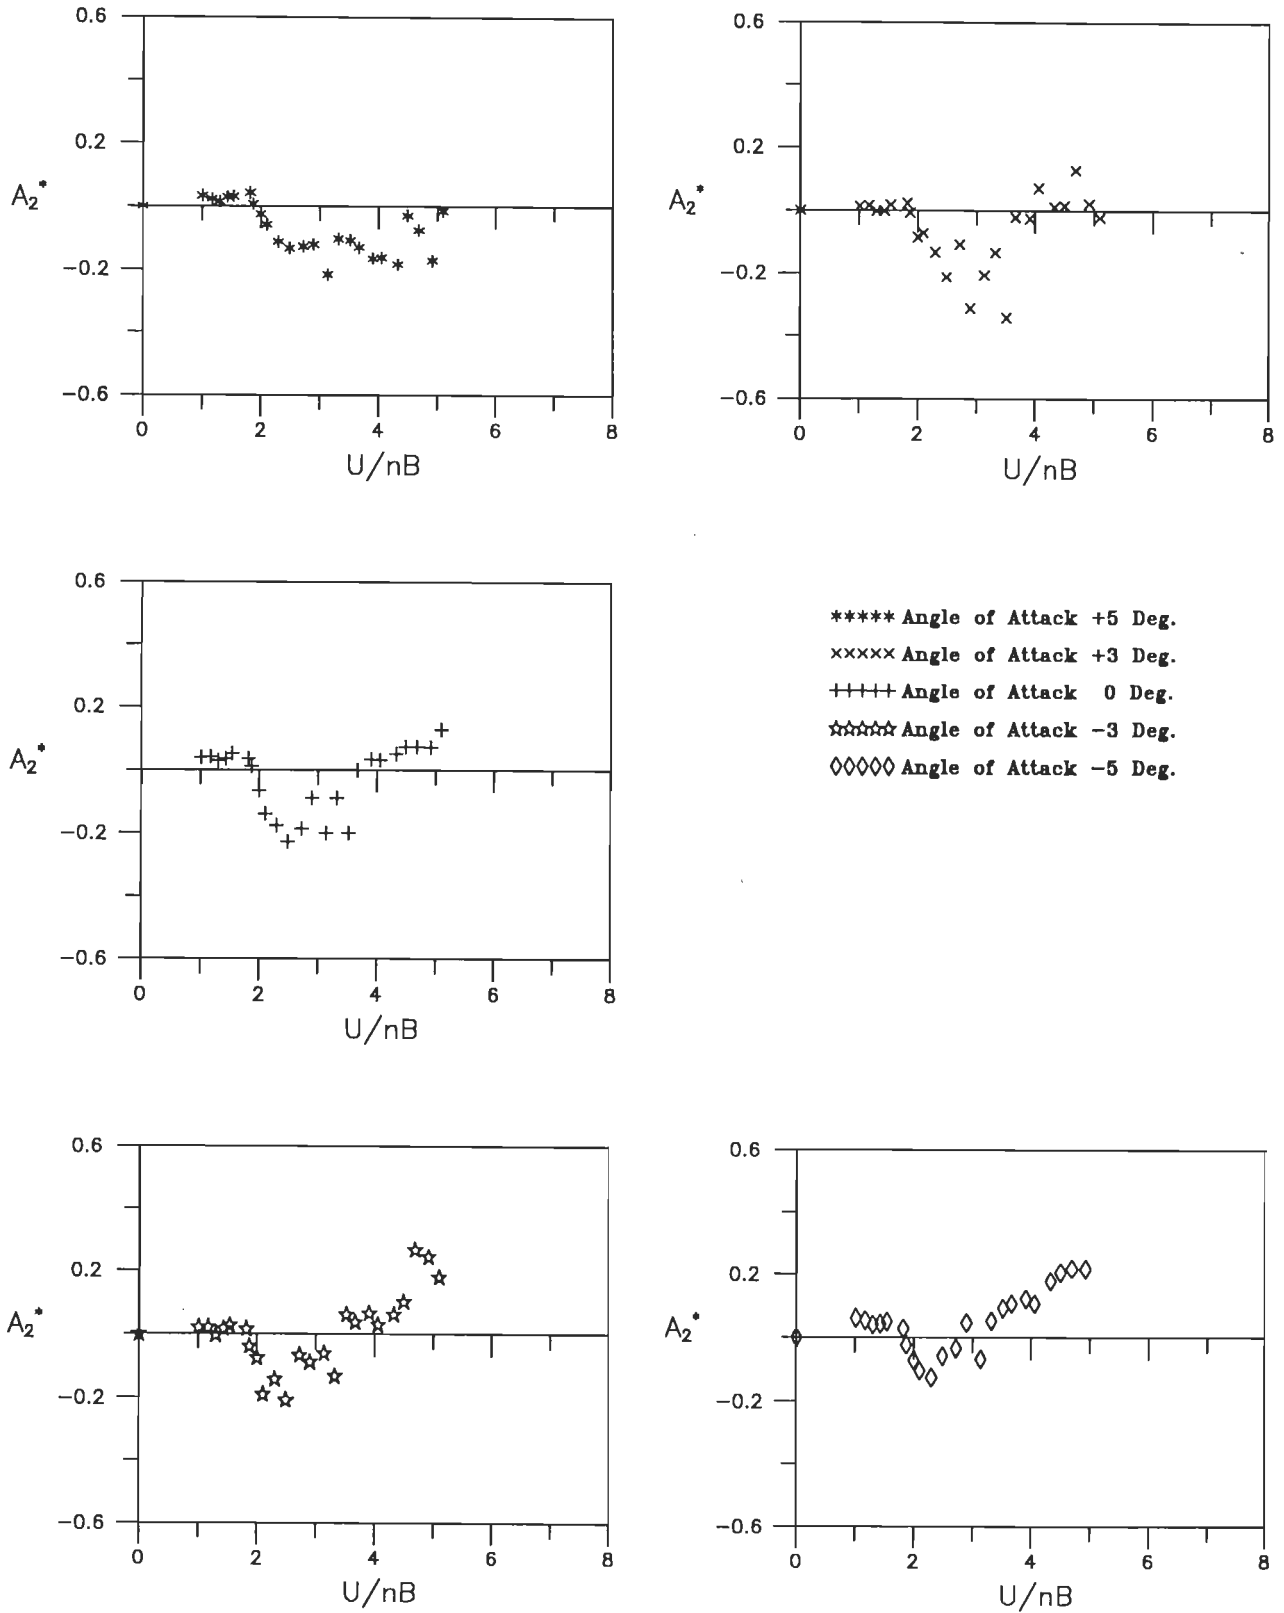 0.6
0.2
A₂*
−0.2
−0.6
0 2 4 6 8
U/nB
0.6
0.2
A₂*
−0.2
−0.6
0 2 4 6 8
U/nB
0.6
0.2
A₂*
−0.2
−0.6
0 2 4 6 8
U/nB
***** Angle of Attack +5 Deg.
××××× Angle of Attack +3 Deg.
+++++ Angle of Attack 0 Deg.
☆☆☆☆☆ Angle of Attack −3 Deg.
◇◇◇◇◇ Angle of Attack −5 Deg.
0.6
0.2
A₂*
−0.2
−0.6
0 2 4 6 8
U/nB
0.6
0.2
A₂*
−0.2
−0.6
0 2 4 6 8
U/nB